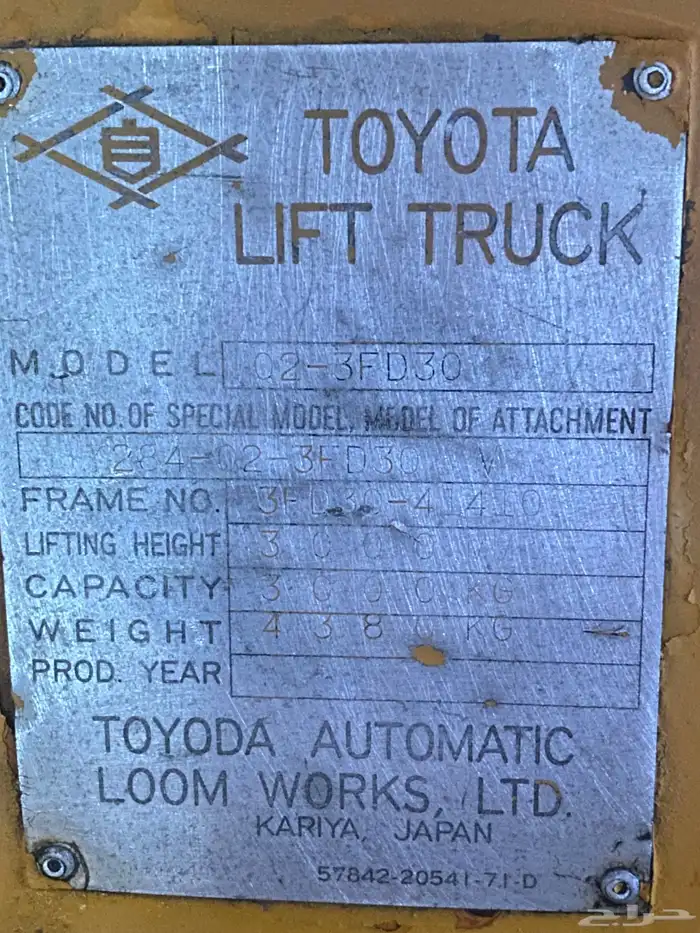 TOYOTA
LIFT TRUCK
MODEL 02-3FD30
CODE NO. OF SPECIAL MODEL, MODEL OF ATTACHMENT
284-02-3FD30 V
FRAME NO. 3FD30-41410
LIFTING HEIGHT 3000
CAPACITY 3000 KG
WEIGHT 4380 KG
PROD. YEAR
TOYODA AUTOMATIC
LOOM WORKS, LTD.
KARIYA, JAPAN
57842-20541-71-D
حراج